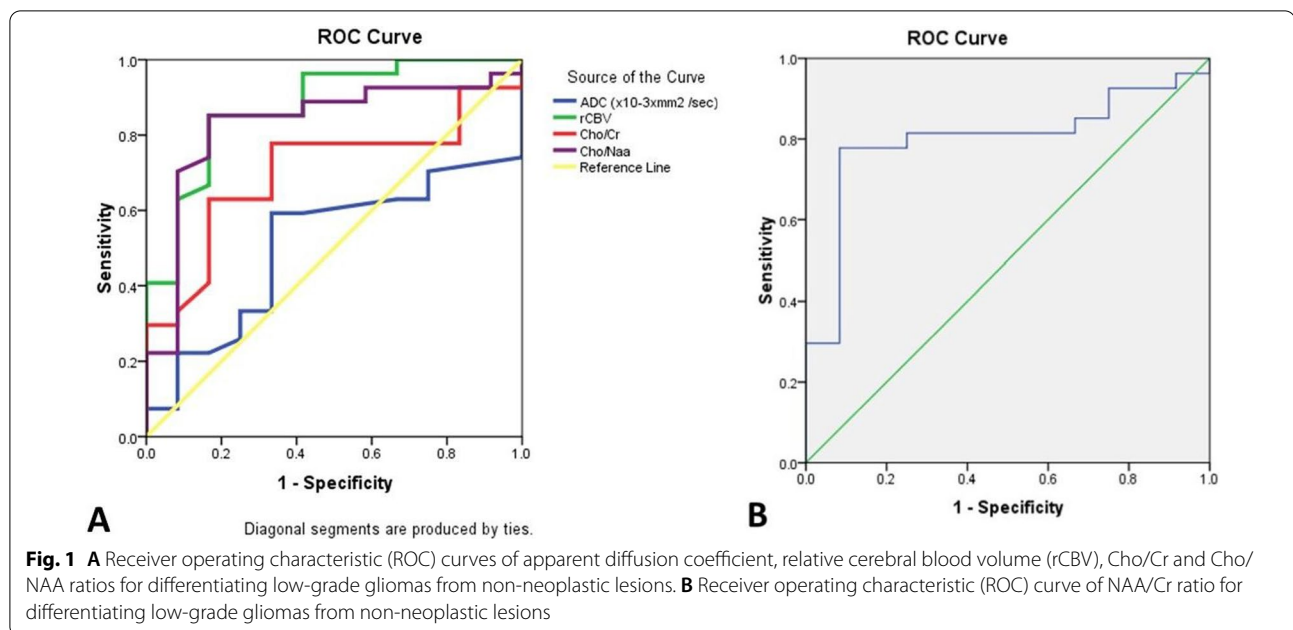 ROC Curve
1.0
0.8
0.6
0.4
0.2
0.0
Sensitivity
0.0 0.2 0.4 0.6 0.8 1.0
1 - Specificity
Source of the Curve
ADC (x10-3xmm2 /sec)
rCBV
Cho/Cr
Cho/Naa
Reference Line
A
Diagonal segments are produced by ties.
ROC Curve
1.0
0.8
0.6
0.4
0.2
0.0
Sensitivity
0.0 0.2 0.4 0.6 0.8 1.0
1 - Specificity
B
Fig. 1 A Receiver operating characteristic (ROC) curves of apparent diffusion coefficient, relative cerebral blood volume (rCBV), Cho/Cr and Cho/
NAA ratios for differentiating low-grade gliomas from non-neoplastic lesions. B Receiver operating characteristic (ROC) curve of NAA/Cr ratio for
differentiating low-grade gliomas from non-neoplastic lesions